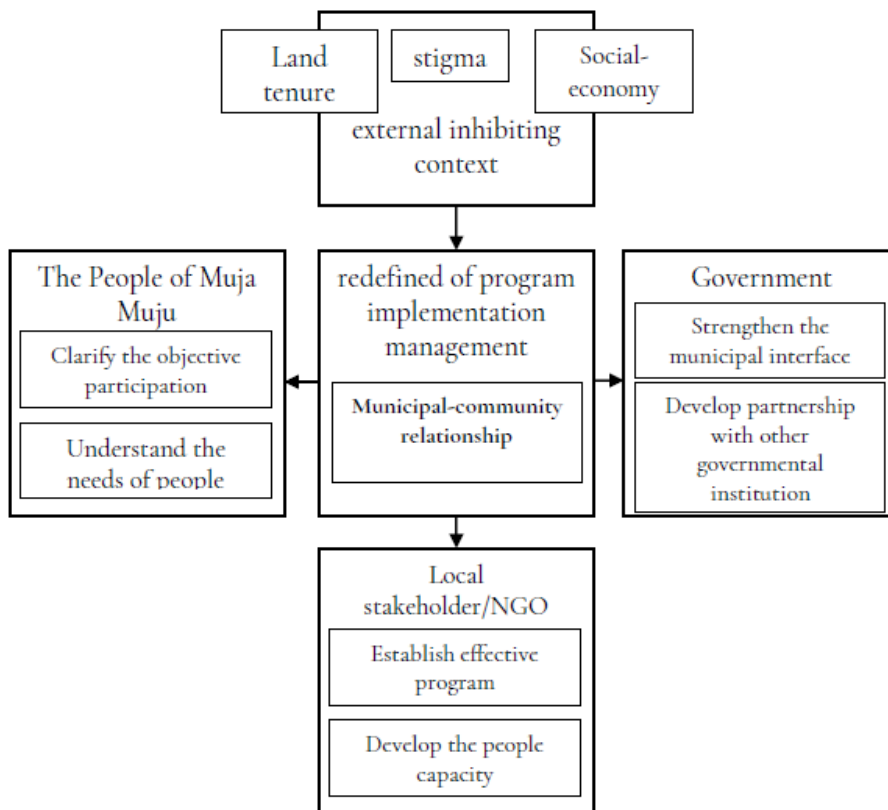 Land
tenure
stigma
Social-
economy
external inhibiting
context
The People of Muja
Muju
Clarify the objective
participation
Understand the
needs of people
redefined of program
implementation
management
Municipal-community
relationship
Government
Strengthen the
municipal interface
Develop partnership
with other
governmental
institution
Local
stakeholder/NGO
Establish effective
program
Develop the people
capacity